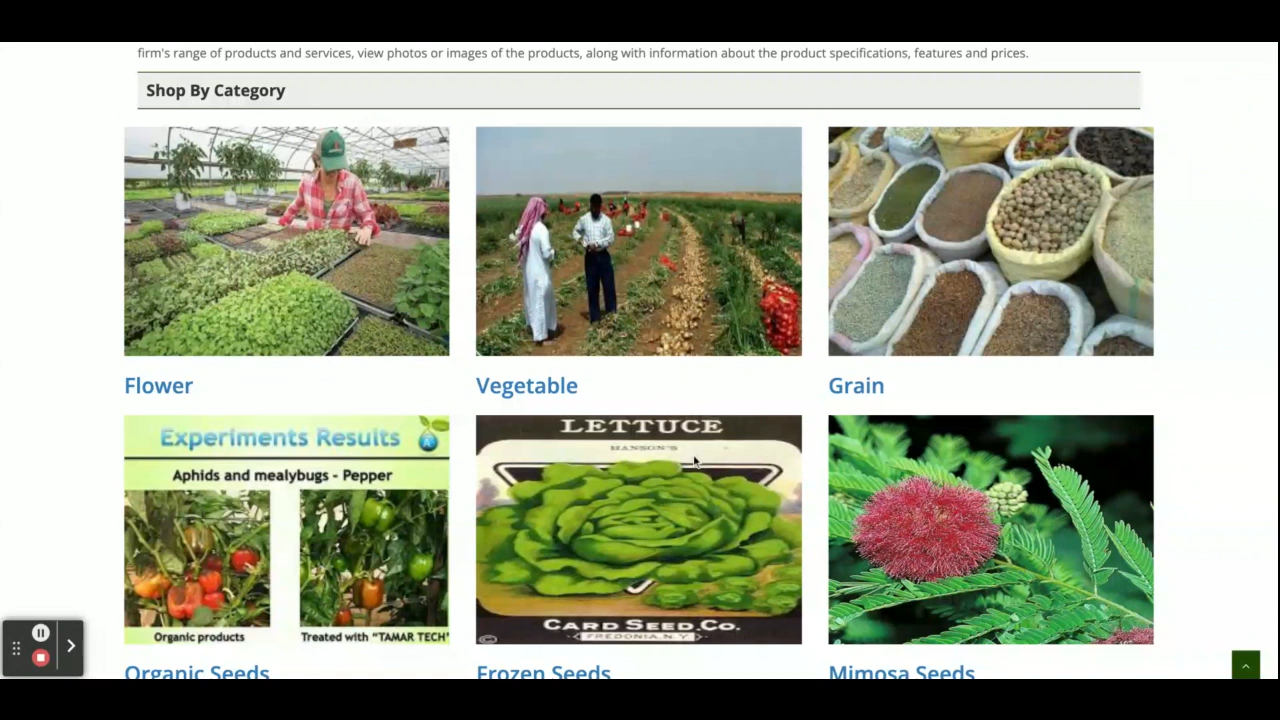 firm's range of products and services, view photos or images of the products, along with information about the product specifications, features and prices.
Shop By Category
Flower
Vegetable
Grain
Experiments Results
Aphids and mealybugs - Pepper
Organic products
Treated with "TAMAR TECH"
LETTUCE
HANSON'S
CARD SEED CO.
FREDONIA, N.Y.
Organic Seeds
Frozen Seeds
Mimosa Seeds